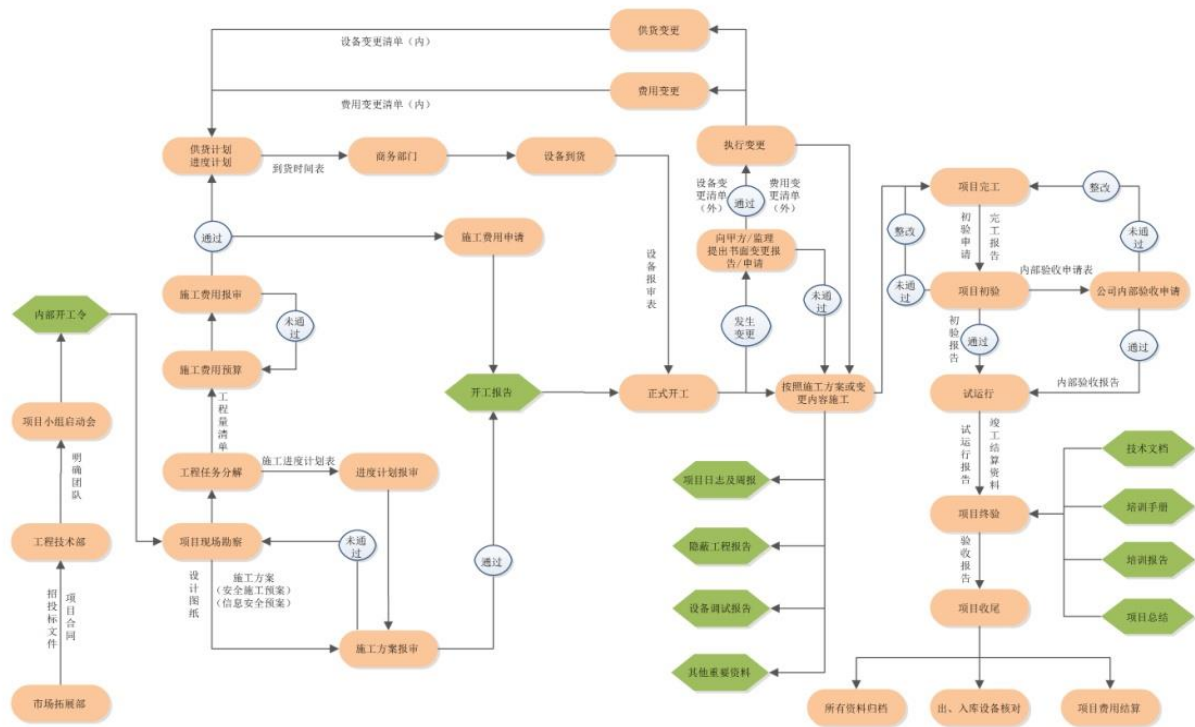 供货变更
设备变更清单（内）
费用变更
费用变更清单（内）
供货计划
进度计划
到货时间表
商务部门
设备到货
执行变更
设备变
更清单
（外）
通过
费用变
更清单
（外）
项目完工
整改
整改
通过
施工费用申请
向甲方/监理
提出书面变更报
告/申请
初验申请
完工报告
未通
过
设备报审表
施工费用报审
未通
过
内部开工令
未通
过
未通
过
项目初验
内部验收申请表
公司内部验收申请
发生
变更
初验报告
通过
通过
施工费用预算
开工报告
正式开工
按照施工方案或变
更内容施工
试运行
内部验收报告
项目小组启动会
工程量清单
试运行报告
竣工结算资料
技术文档
明确团队
工程任务分解
施工进度计划表
进度计划报审
项目日志及周报
培训手册
工程技术部
项目现场勘察
未通
过
通过
项目终验
隐蔽工程报告
培训报告
设计图纸
施工方案
（安全施工预案）
（信息安全预案）
验收报告
招投标文件
项目合同
设备调试报告
项目收尾
项目总结
施工方案报审
其他重要资料
市场拓展部
所有资料归档
出、入库设备核对
项目费用结算